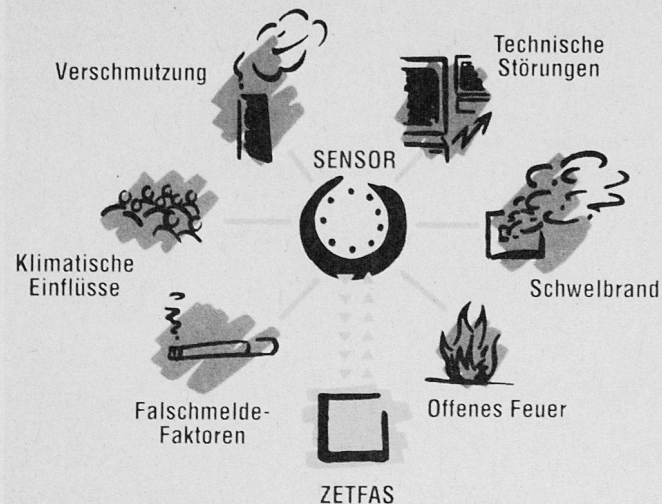 Verschmutzung
Technische
Störungen
SENSOR
Klimatische
Einflüsse
Schwelbrand
Falschmelde-
Faktoren
Offenes Feuer
ZETFAS